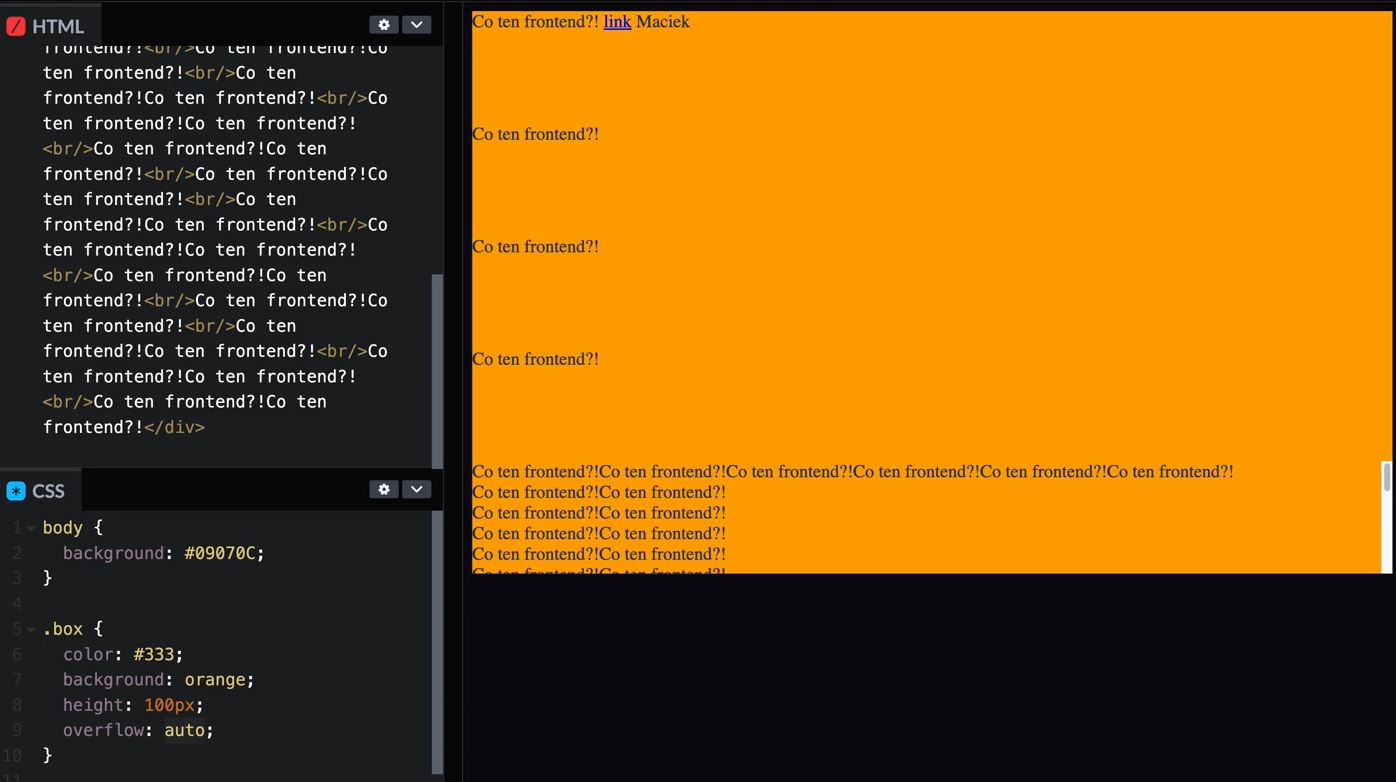 HTML
frontend?!<br/>Co ten frontend?!Co
ten frontend?!<br/>Co ten
frontend?!Co ten frontend?!<br/>Co
ten frontend?!Co ten frontend?!
<br/>Co ten frontend?!Co ten
frontend?!<br/>Co ten frontend?!Co
ten frontend?!<br/>Co ten
frontend?!Co ten frontend?!<br/>Co
ten frontend?!Co ten frontend?!
<br/>Co ten frontend?!Co ten
frontend?!<br/>Co ten frontend?!Co
ten frontend?!<br/>Co ten
frontend?!Co ten frontend?!<br/>Co
ten frontend?!Co ten frontend?!
<br/>Co ten frontend?!Co ten
frontend?!</div>
CSS
1 body {
2 background: #09070C;
3 }
4
5 .box {
6 color: #333;
7 background: orange;
8 height: 100px;
9 overflow: auto;
10 }
11
Co ten frontend?! link Maciek
Co ten frontend?!
Co ten frontend?!
Co ten frontend?!
Co ten frontend?!Co ten frontend?!Co ten frontend?!Co ten frontend?!Co ten frontend?!Co ten frontend?!
Co ten frontend?!Co ten frontend?!
Co ten frontend?!Co ten frontend?!
Co ten frontend?!Co ten frontend?!
Co ten frontend?!Co ten frontend?!
Co ten frontend?!Co ten frontend?!